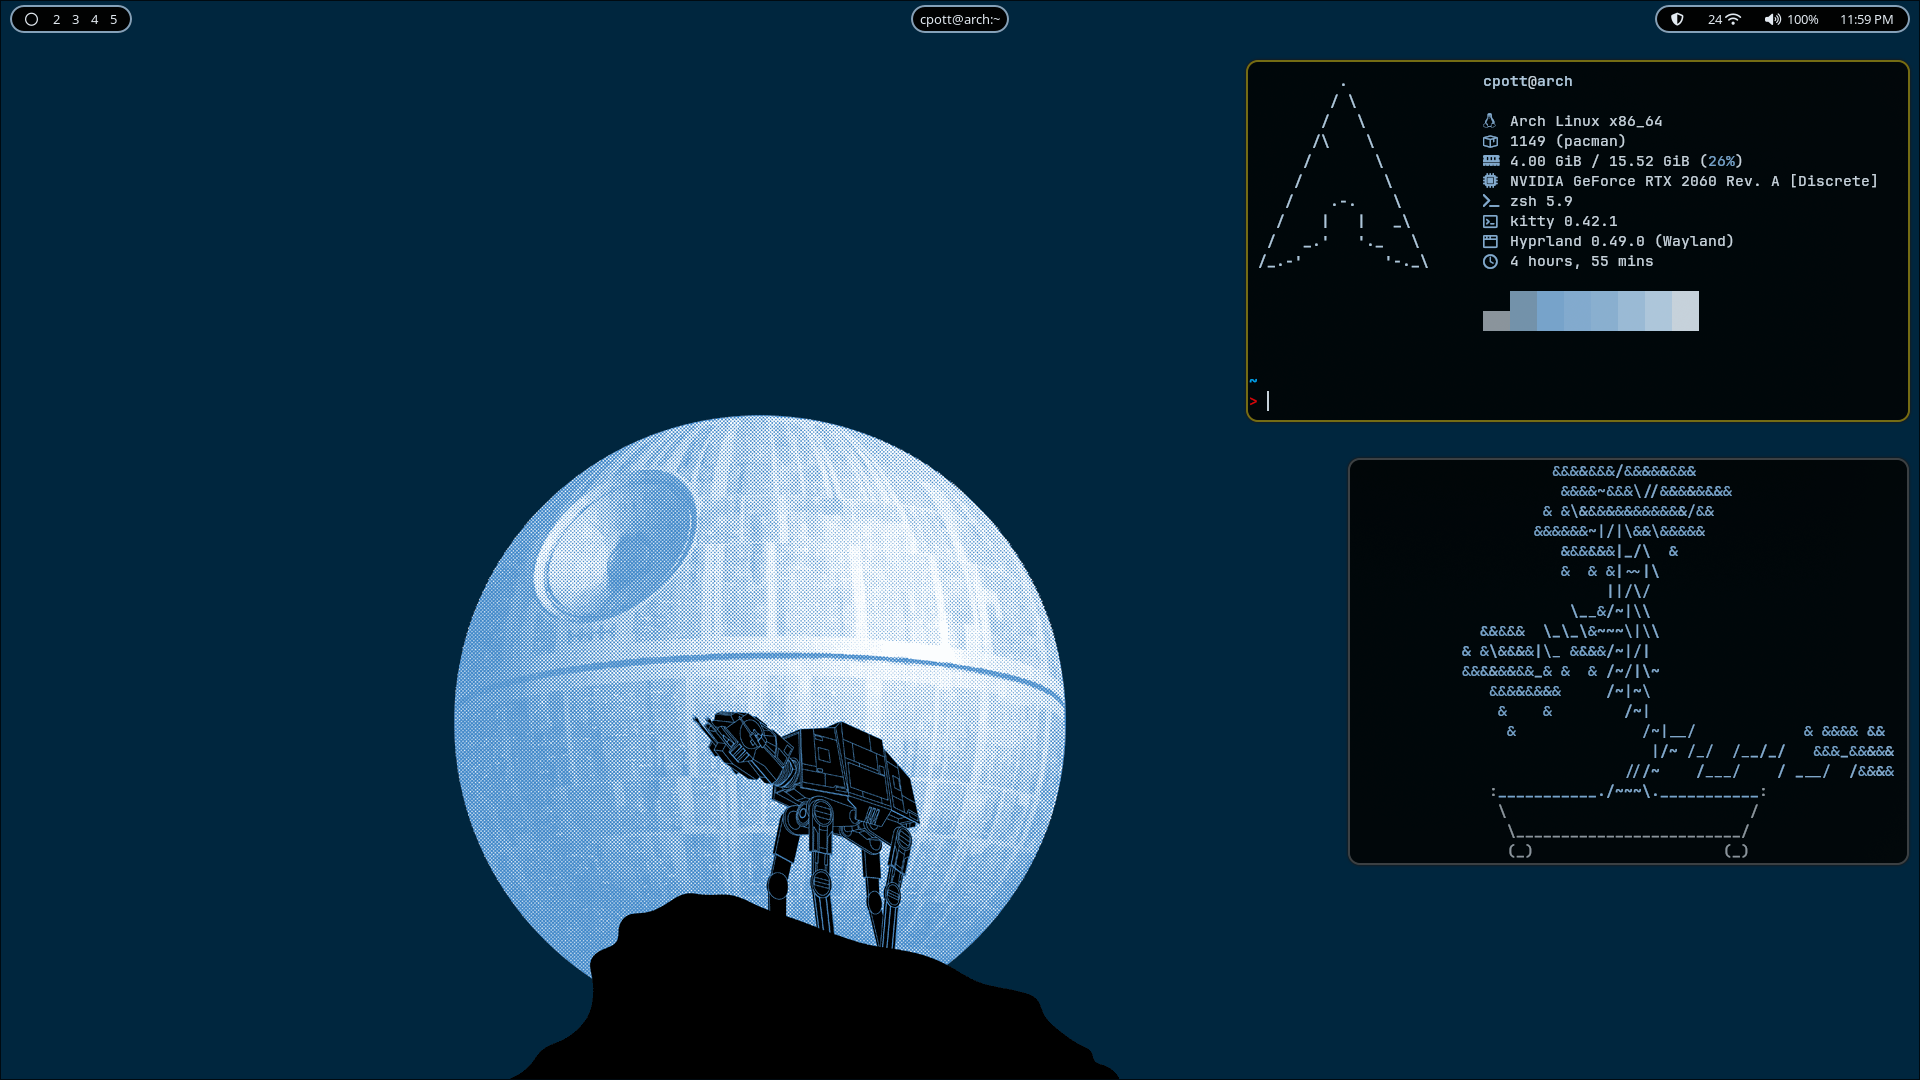 2 3 4 5
cpott@arch:~
24 100% 11:59 PM
cpott@arch
Arch Linux x86_64
1149 (pacman)
4.00 GiB / 15.52 GiB (26%)
NVIDIA GeForce RTX 2060 Rev. A [Discrete]
zsh 5.9
kitty 0.42.1
Hyprland 0.49.0 (Wayland)
4 hours, 55 mins
~
>